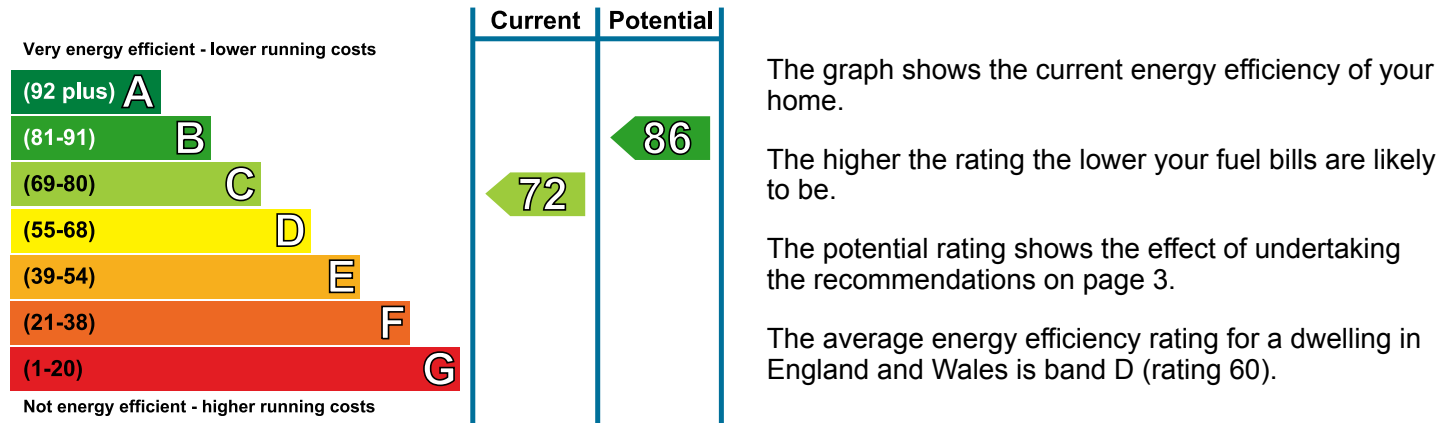 Current Potential
Very energy efficient - lower running costs
(92 plus) A
(81-91) B
86
(69-80) C
72
(55-68) D
(39-54) E
(21-38) F
(1-20) G
Not energy efficient - higher running costs
The graph shows the current energy efficiency of your
home.
The higher the rating the lower your fuel bills are likely
to be.
The potential rating shows the effect of undertaking
the recommendations on page 3.
The average energy efficiency rating for a dwelling in
England and Wales is band D (rating 60).